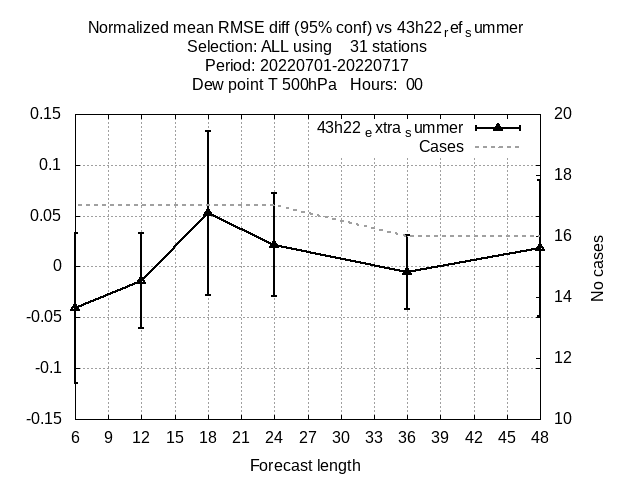 Normalized mean RMSE diff (95% conf) vs 43h22refsummer
Selection: ALL using 31 stations
Period: 20220701-20220717
Dew point T 500hPa Hours: 00
43h22 extrasummer
Cases
0.15
0.1
0.05
0
-0.05
-0.1
-0.15
20
18
16
14
12
10
No cases
6 9 12 15 18 21 24 27 30 33 36 39 42 45 48
Forecast length